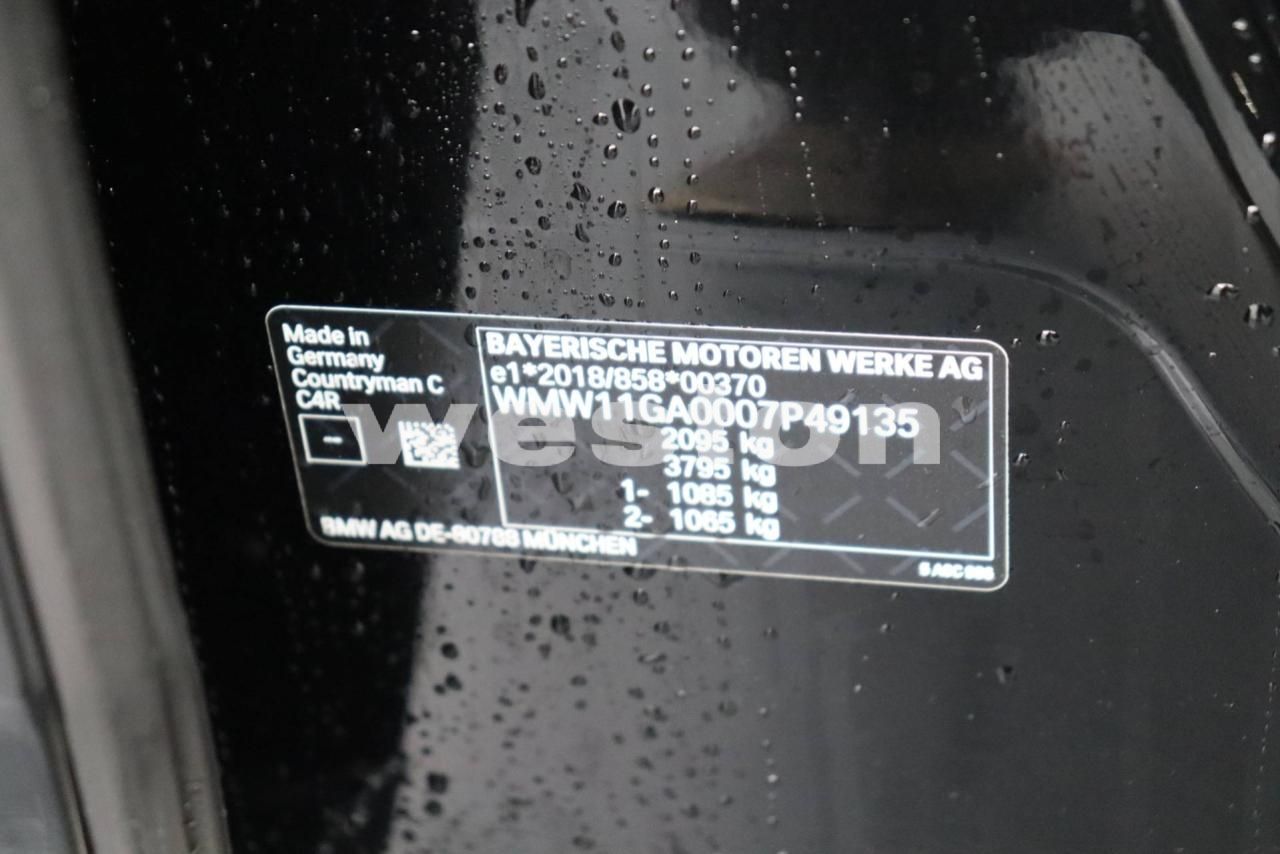 Made in
Germany
Countryman C
C4R
--
BAYERISCHE MOTOREN WERKE AG
e1*2018/858*00370
WMW11GA0007P49135
2095 kg
3795 kg
1- 1085 kg
2- 1065 kg
BMW AG DE-80788 MÜNCHEN
weston